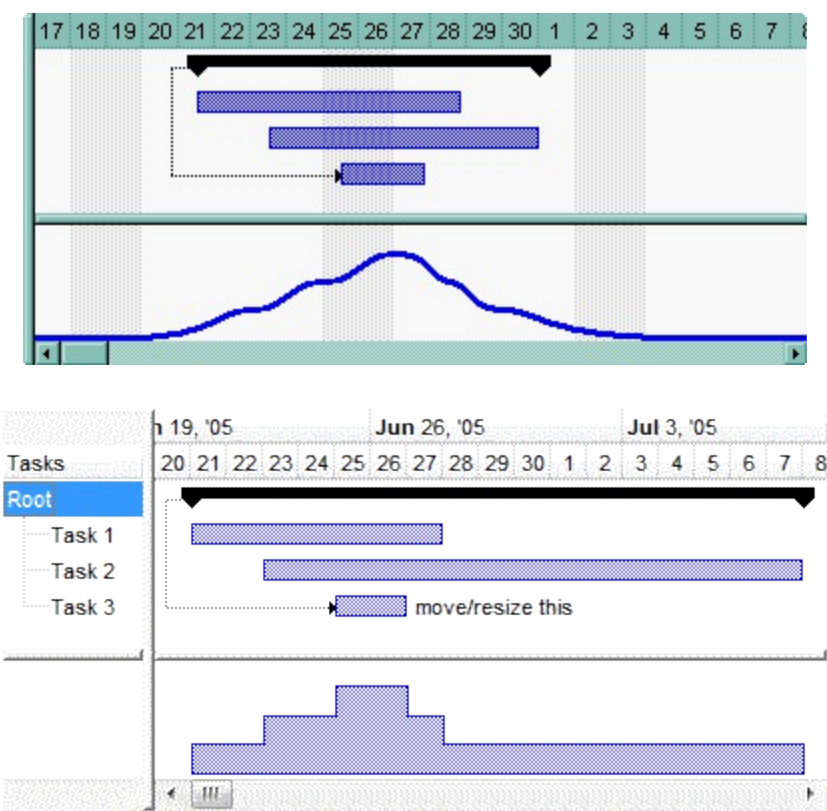 17 18 19 20 21 22 23 24 25 26 27 28 29 30 1 2 3 4 5 6 7
19, '05 Jun 26, '05 Jul 3, '05
Tasks 20 21 22 23 24 25 26 27 28 29 30 1 2 3 4 5 6 7 8
Root
Task 1
Task 2
Task 3 move/resize this